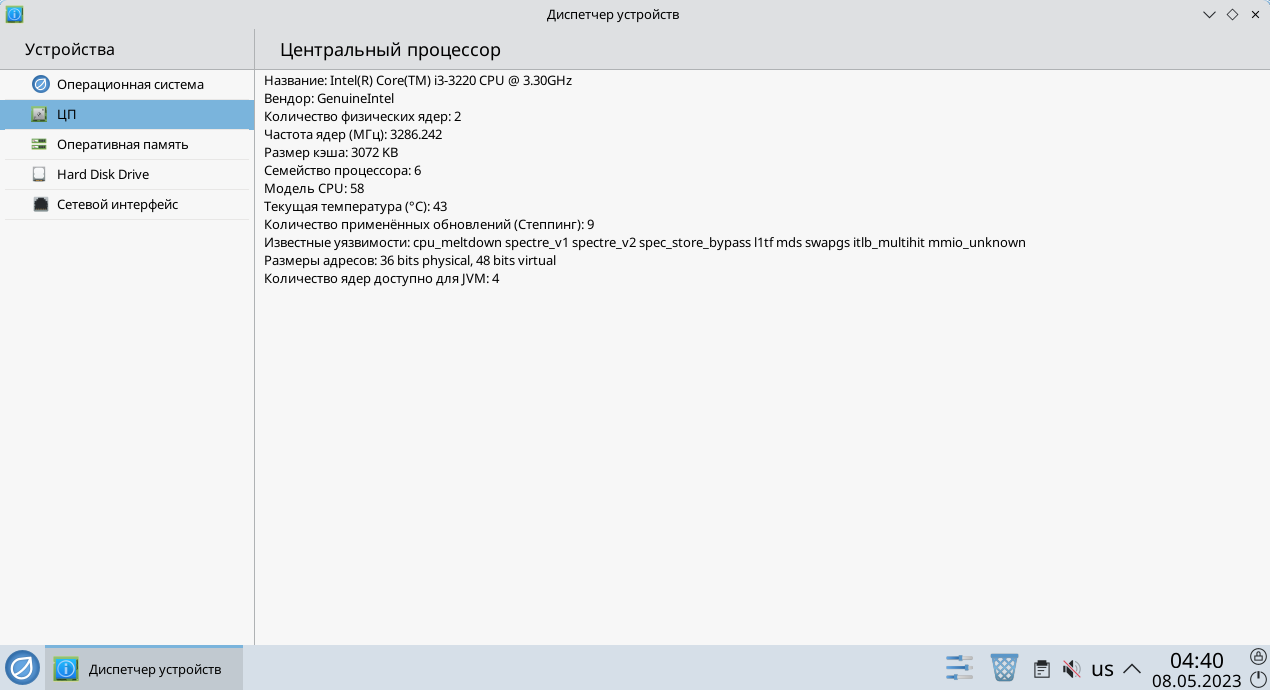 Диспетчер устройств
Устройства
Центральный процессор
Операционная система
ЦП
Оперативная память
Hard Disk Drive
Сетевой интерфейс
Название: Intel(R) Core(TM) i3-3220 CPU @ 3.30GHz
Вендор: GenuineIntel
Количество физических ядер: 2
Частота ядер (МГц): 3286.242
Размер кэша: 3072 KB
Семейство процессора: 6
Модель CPU: 58
Текущая температура (°C): 43
Количество применённых обновлений (Степпинг): 9
Известные уязвимости: cpu_meltdown spectre_v1 spectre_v2 spec_store_bypass l1tf mds swapgs itlb_multihit mmio_unknown
Размеры адресов: 36 bits physical, 48 bits virtual
Количество ядер доступно для JVM: 4
Диспетчер устройств
us
04:40
08.05.2023